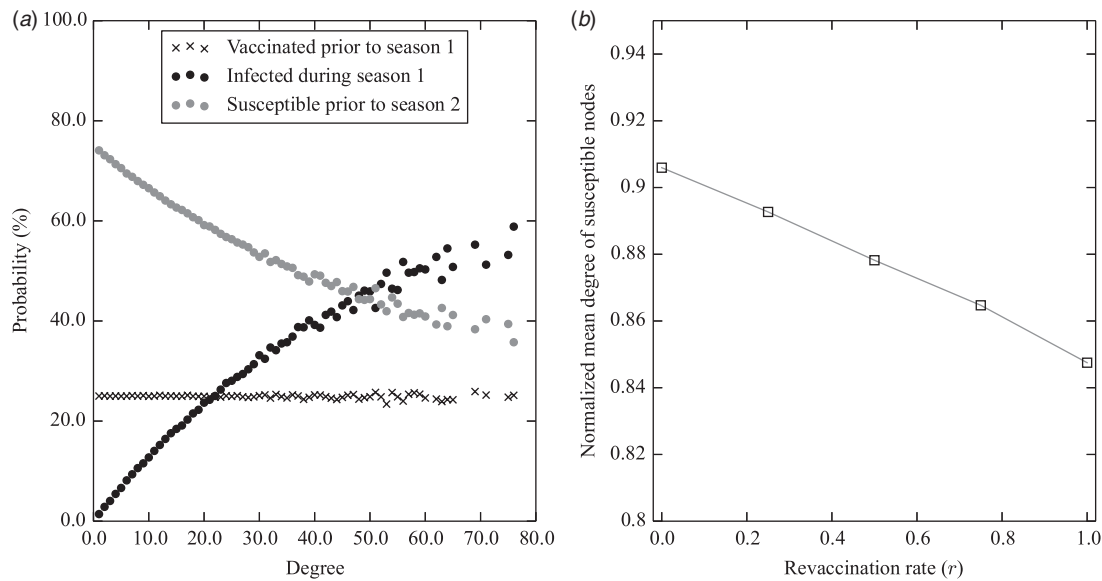 (a)
100.0
80.0
60.0
40.0
20.0
0.0
Probability (%)
Vaccinated prior to season 1
Infected during season 1
Susceptible prior to season 2
0.0 10.0 20.0 30.0 40.0 50.0 60.0 70.0 80.0
Degree
(b)
0.94
0.92
0.9
0.88
0.86
0.84
0.82
0.8
Normalized mean degree of susceptible nodes
0.0 0.2 0.4 0.6 0.8 1.0
Revaccination rate (r)